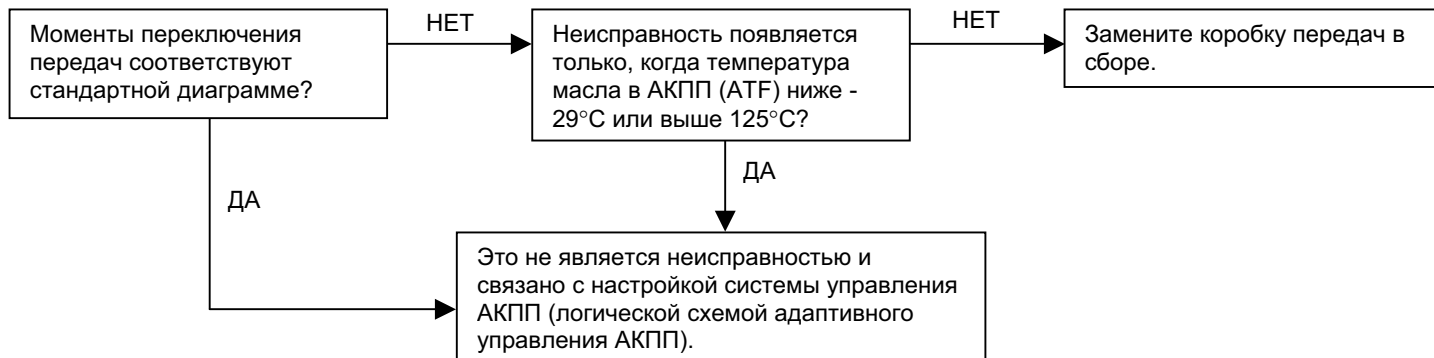 Моменты переключения
передач соответствуют
стандартной диаграмме?
НЕТ
Неисправность появляется
только, когда температура
масла в АКПП (ATF) ниже -
29°C или выше 125°C?
НЕТ
Замените коробку передач в
сборе.
ДА
ДА
Это не является неисправностью и
связано с настройкой системы управления
АКПП (логической схемой адаптивного
управления АКПП).